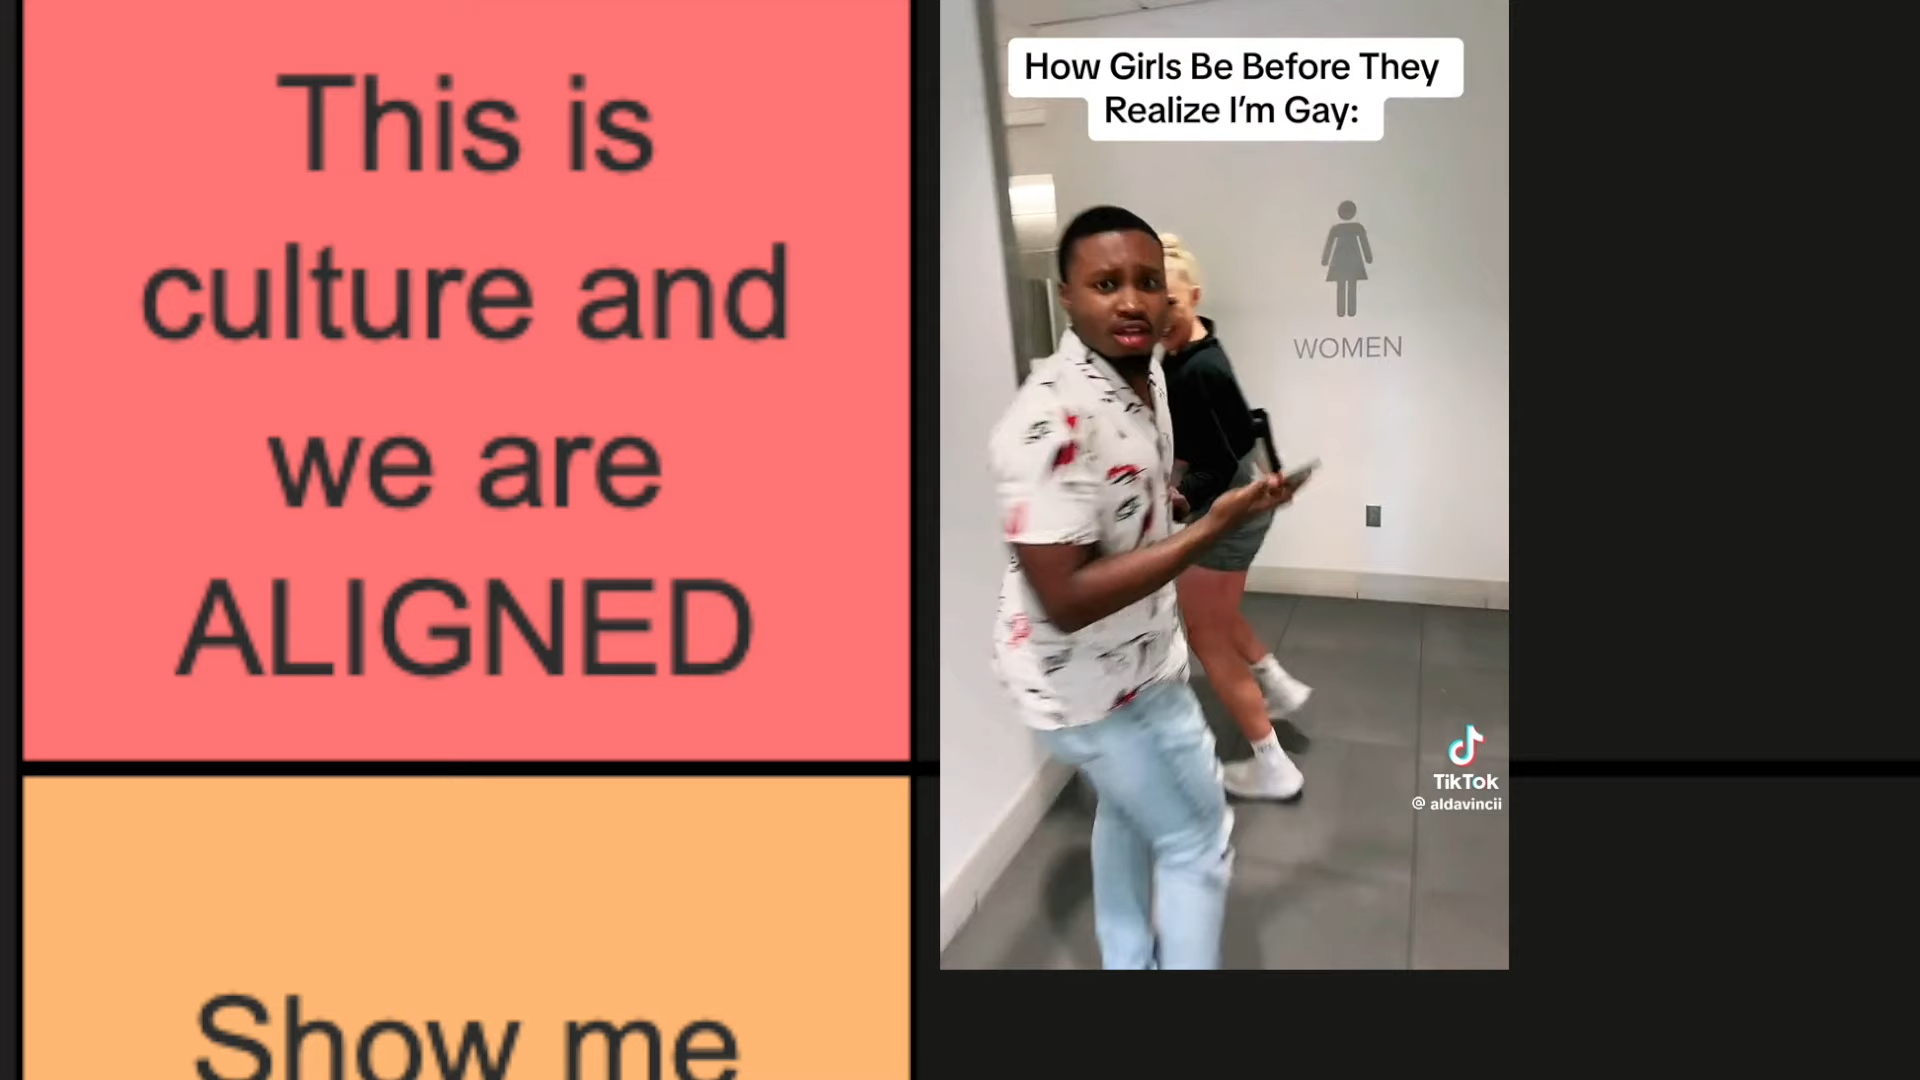 This is
culture and
we are
ALIGNED
Show me
How Girls Be Before They
Realize I'm Gay:
WOMEN
TikTok
@ aldavincii